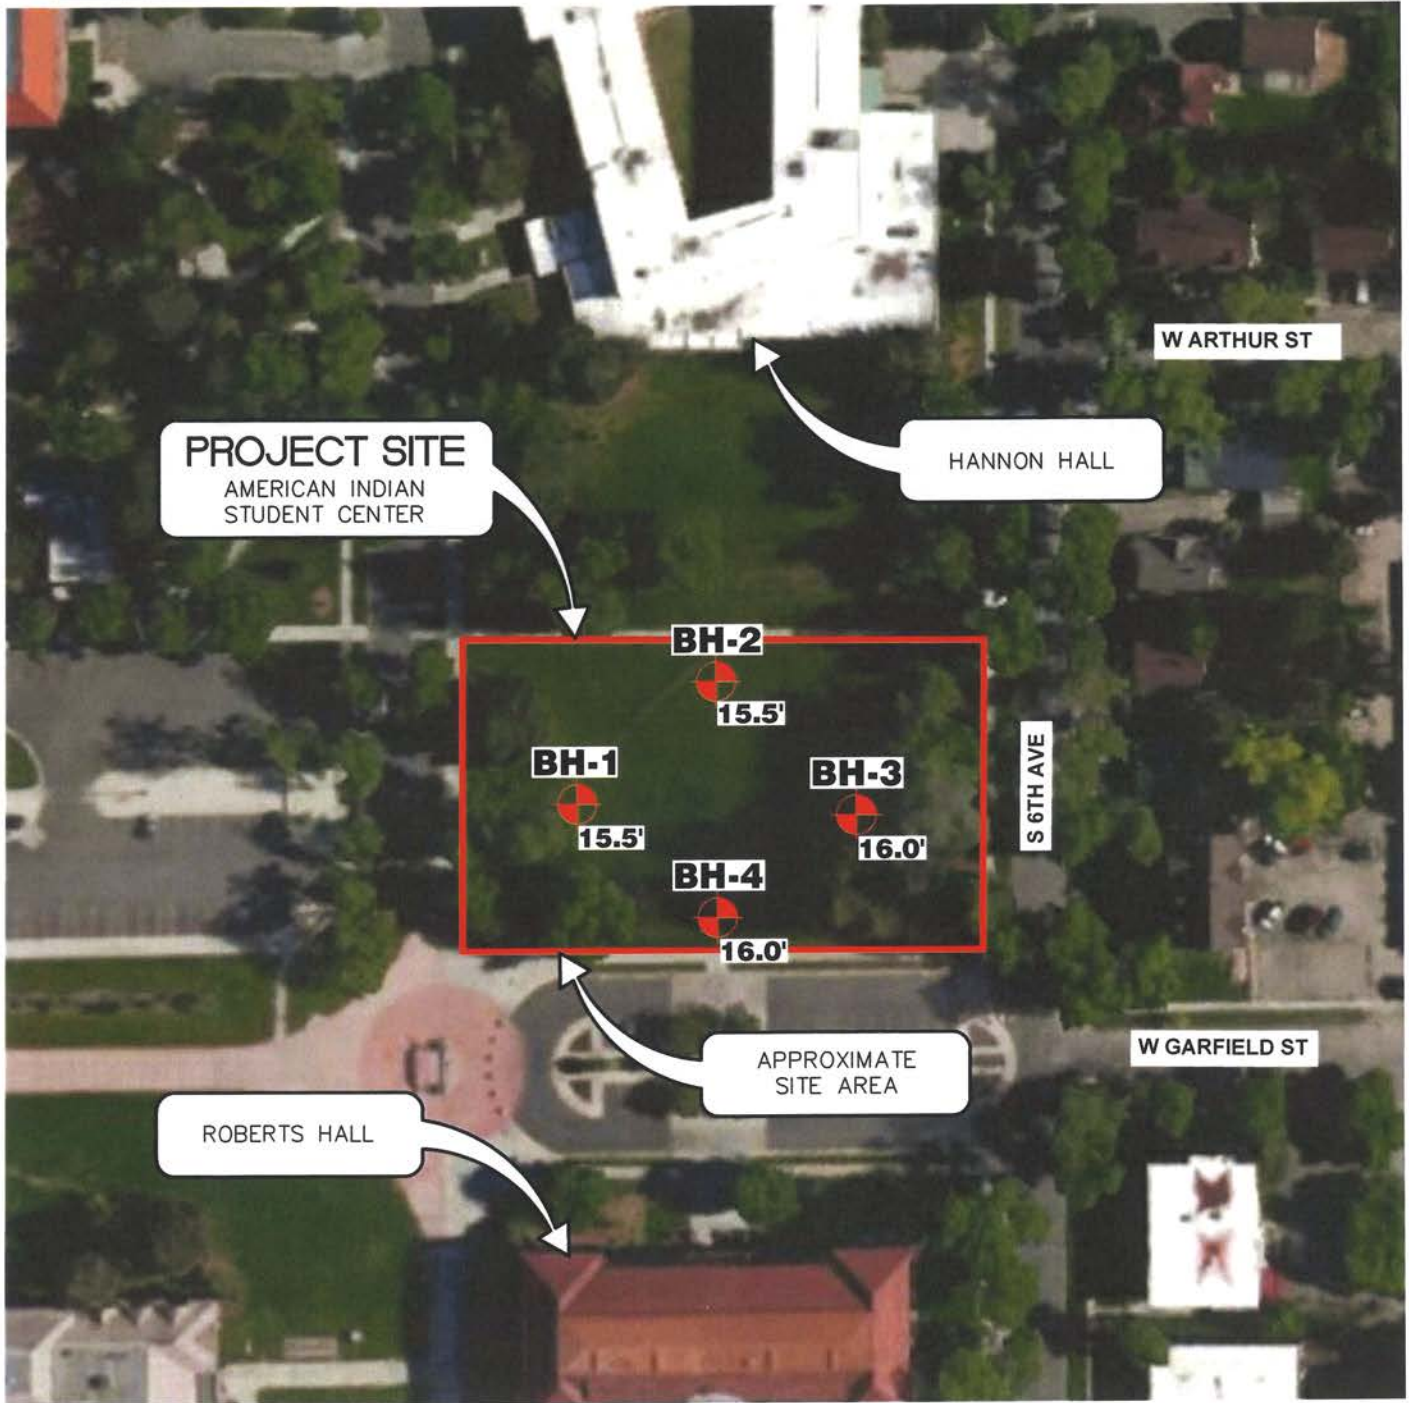 W ARTHUR ST
PROJECT SITE
AMERICAN INDIAN
STUDENT CENTER
HANNON HALL
BH-2
15.5'
S 6TH AVE
BH-1
15.5'
BH-3
16.0'
BH-4
16.0'
W GARFIELD ST
APPROXIMATE
SITE AREA
ROBERTS HALL